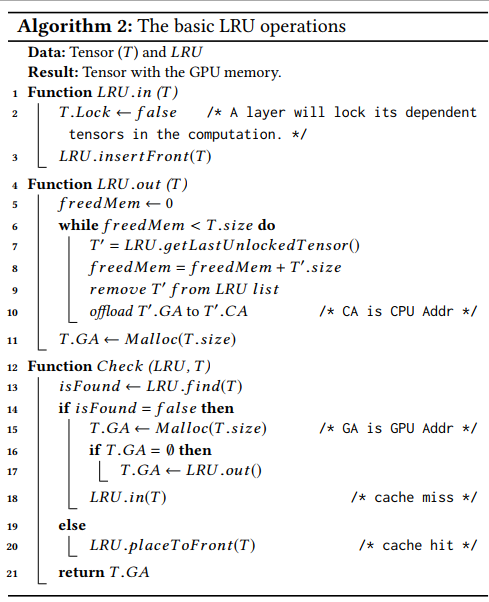 Algorithm 2: The basic LRU operations
Data: Tensor (T) and LRU
Result: Tensor with the GPU memory.
1 Function LRU.in (T)
2 T.Lock ← false /* A layer will lock its dependent
tensors in the computation. */
3 LRU.insertFront(T)
4 Function LRU.out (T)
5 freedMem ← 0
6 while freedMem < T.size do
7 T′ = LRU.getLastUnlockedTensor()
8 freedMem = freedMem + T′.size
9 remove T′ from LRU list
10 offload T′.GA to T′.CA /* CA is CPU Addr */
11 T.GA ← Malloc(T.size)
12 Function Check (LRU, T)
13 isFound ← LRU.find(T)
14 if isFound = false then
15 T.GA ← Malloc(T.size) /* GA is GPU Addr */
16 if T.GA = ∅ then
17 T.GA ← LRU.out()
18 LRU.in(T) /* cache miss */
19 else
20 LRU.placeToFront(T) /* cache hit */
21 return T.GA